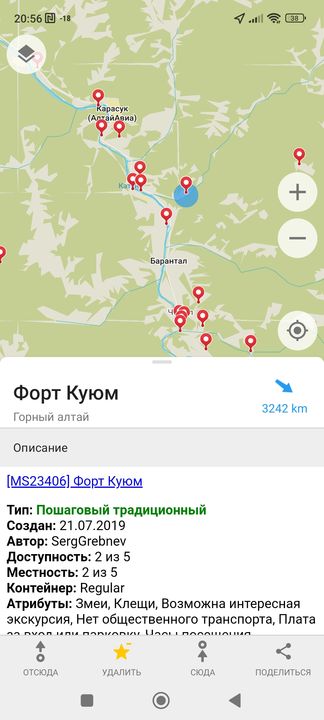 20:56 -18 38
Карасук
(АлтайАвиа)
Барантал
Форт Куюм
Горный алтай
3242 km
Описание
[MS23406] Форт Куюм
Тип: Пошаговый традиционный
Создан: 21.07.2019
Автор: SergGrebnev
Доступность: 2 из 5
Местность: 2 из 5
Контейнер: Regular
Атрибуты: Змеи, Клещи, Возможна интересная
экскурсия, Нет общественного транспорта, Плата
за вход или парковку, Часы посещения
ОТСЮДА УДАЛИТЬ СЮДА ПОДЕЛИТЬСЯ